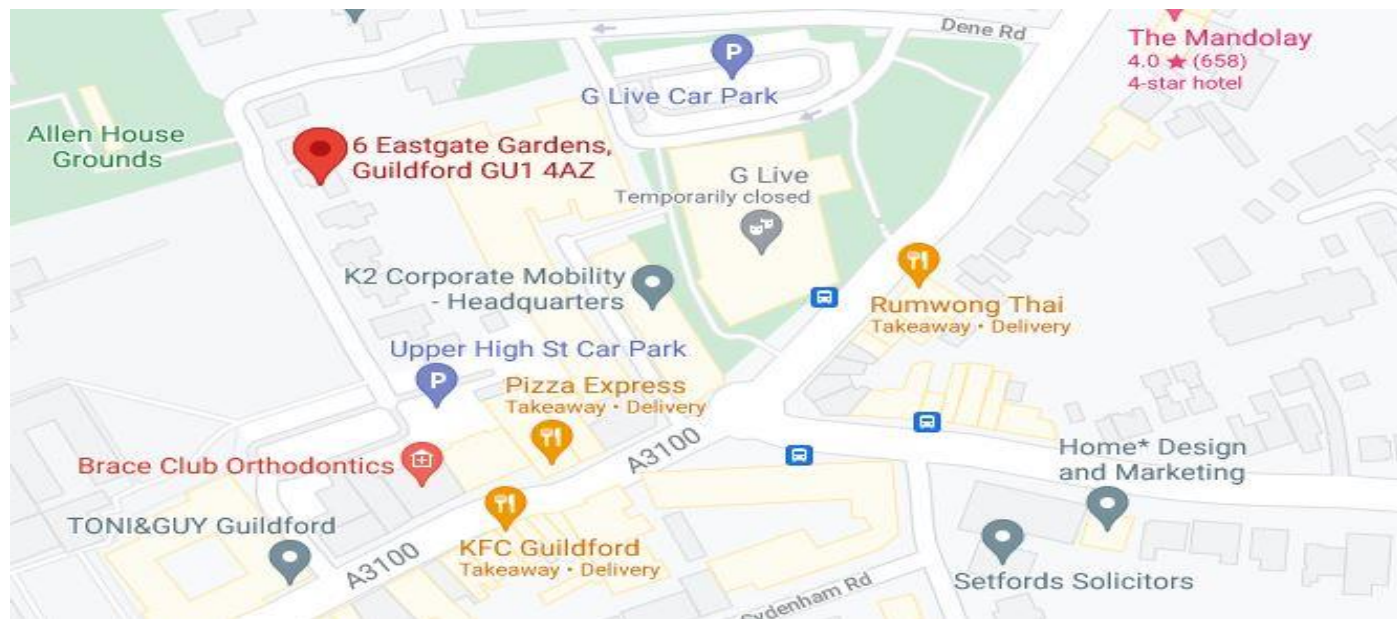 Dene Rd
The Mandolay
4.0 ★ (658)
4-star hotel
P
G Live Car Park
Allen House
Grounds
6 Eastgate Gardens,
Guildford GU1 4AZ
G Live
Temporarily closed
K2 Corporate Mobility
- Headquarters
Rumwong Thai
Takeaway • Delivery
Upper High St Car Park
P
Pizza Express
Takeaway • Delivery
A3100
Home* Design
and Marketing
Brace Club Orthodontics
TONI&GUY Guildford
KFC Guildford
Takeaway • Delivery
A3100
Setfords Solicitors
Sydenham Rd